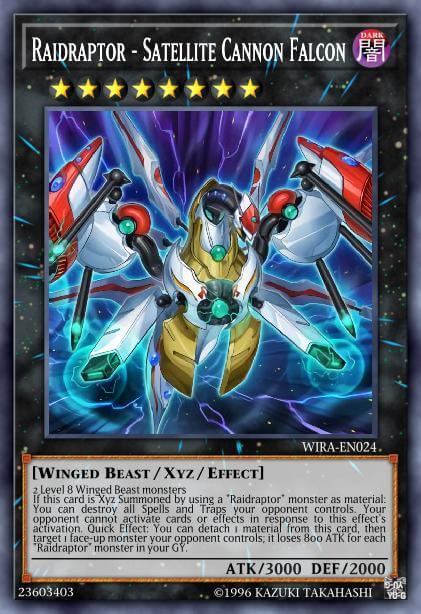 RAIDRAPTOR - SATELLITE CANNON FALCON
DARK
闇
WIRA-EN024
[WINGED BEAST / XYZ / EFFECT]
2 Level 8 Winged Beast monsters
If this card is Xyz Summoned by using a "Raidraptor" monster as material:
You can destroy all Spells and Traps your opponent controls. Your
opponent cannot activate cards or effects in response to this effect's
activation. Quick Effect: You can detach 1 material from this card, then
target 1 face-up monster your opponent controls; it loses 800 ATK for each
"Raidraptor" monster in your GY.
ATK/3000 DEF/2000
23603403
©1996 KAZUKI TAKAHASHI